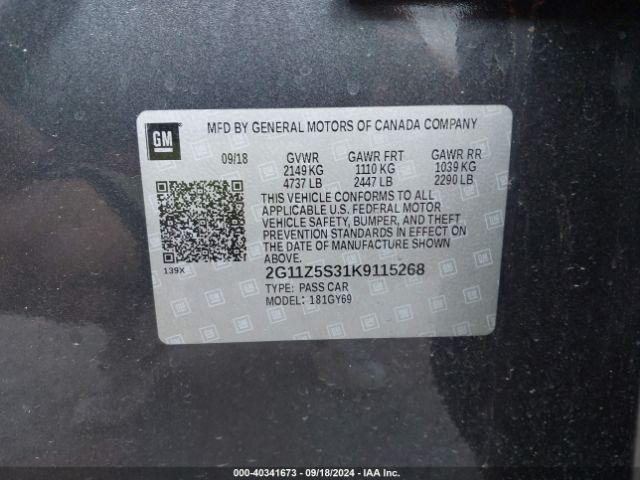 GM
MFD BY GENERAL MOTORS OF CANADA COMPANY
09/18 GVWR GAWR FRT GAWR RR
2149 KG 1110 KG 1039 KG
4737 LB 2447 LB 2290 LB
THIS VEHICLE CONFORMS TO ALL
APPLICABLE U.S. FEDERAL MOTOR
VEHICLE SAFETY, BUMPER, AND THEFT
PREVENTION STANDARDS IN EFFECT ON
THE DATE OF MANUFACTURE SHOWN
ABOVE.
139X
2G11Z5S31K9115268
TYPE: PASS CAR
MODEL: 181GY69
000-40341673 - 09/18/2024 - IAA Inc.